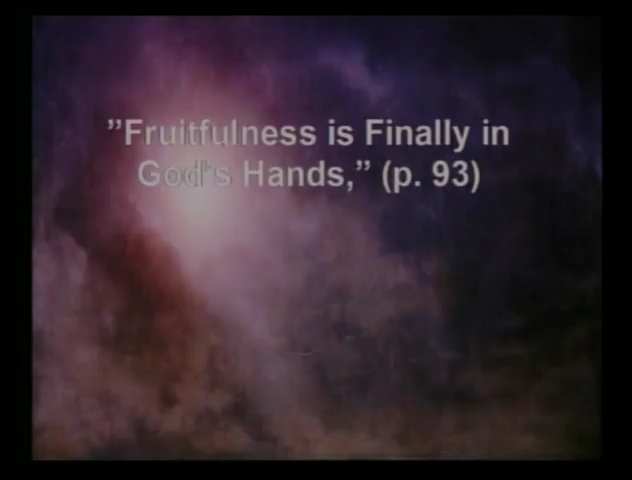 ”Fruitfulness is Finally in
God's Hands,” (p. 93)